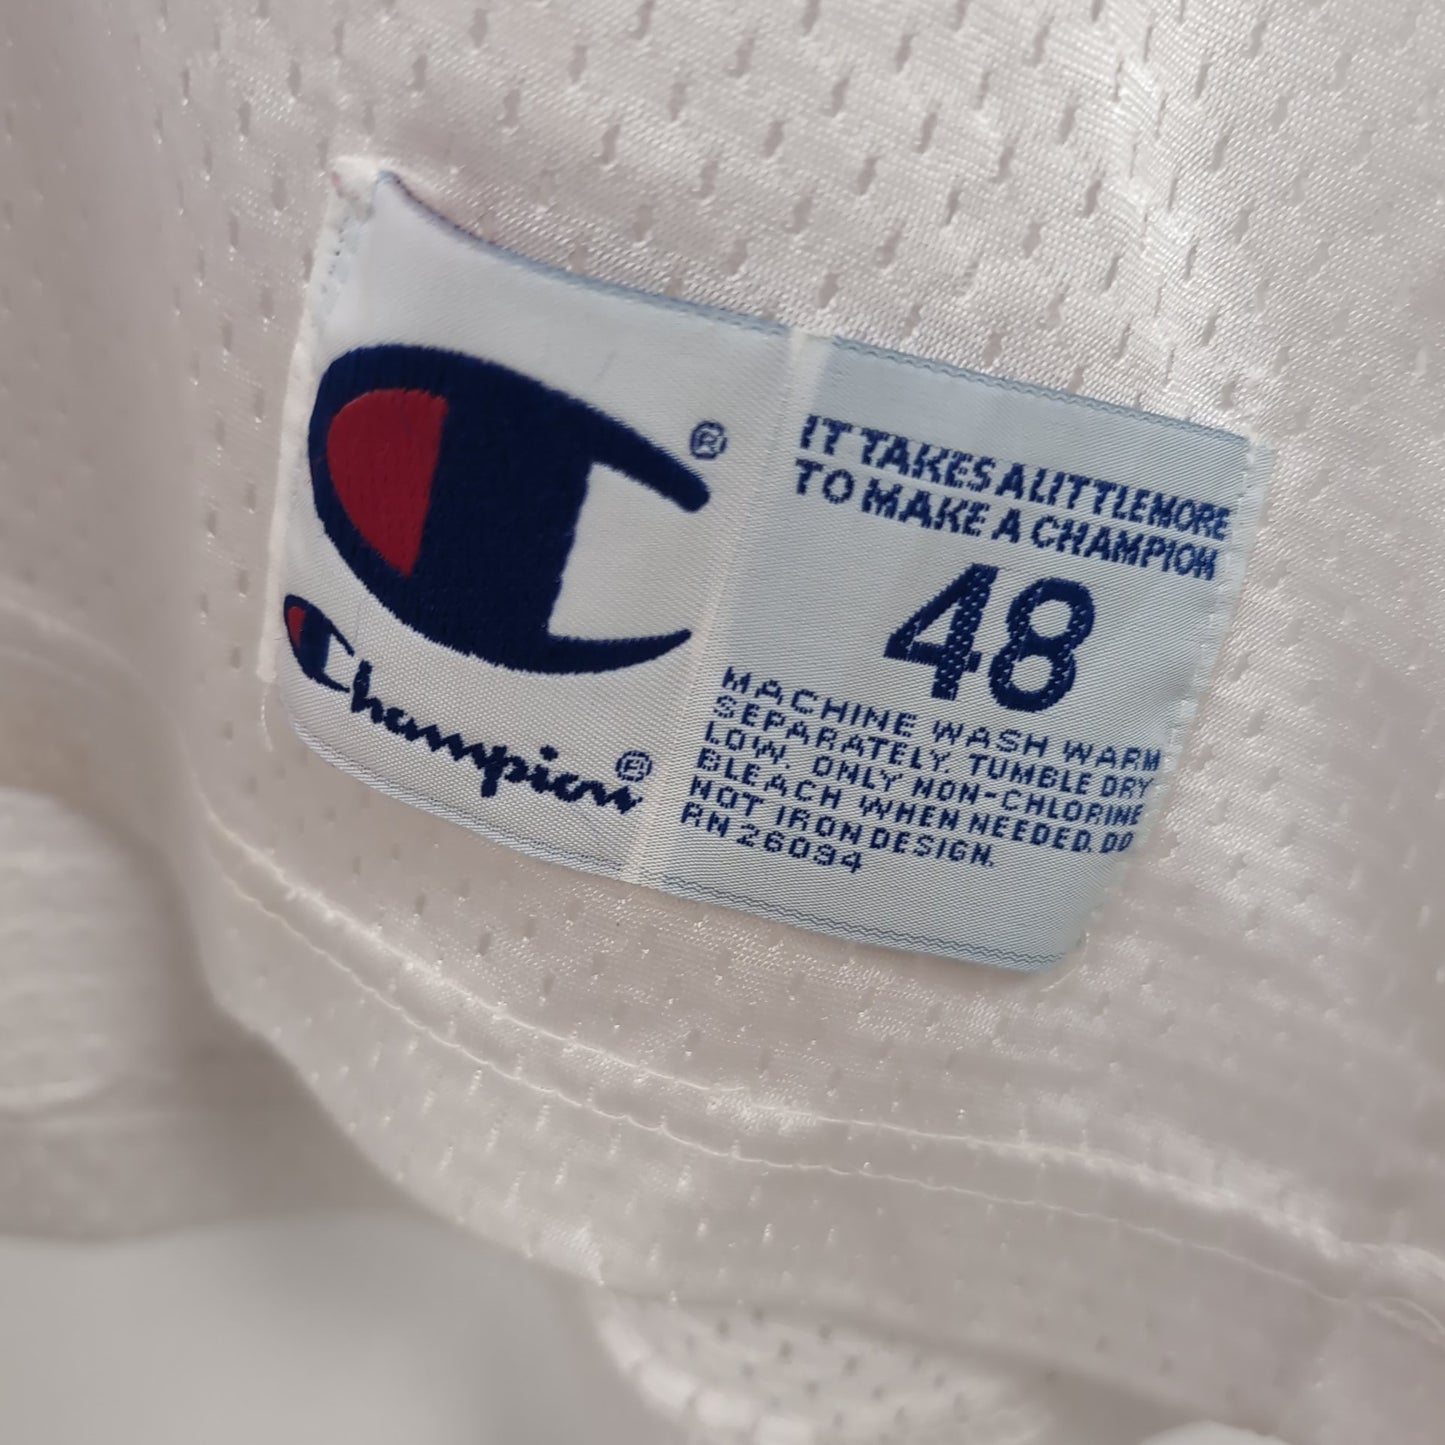 ®
Champion®
IT TAKES A LITTLE MORE
TO MAKE A CHAMPION
48
MACHINE WASH WARM
SEPARATELY. TUMBLE DRY
LOW. ONLY NON-CHLORINE
BLEACH WHEN NEEDED. DO
NOT IRON DESIGN.
RN 26094